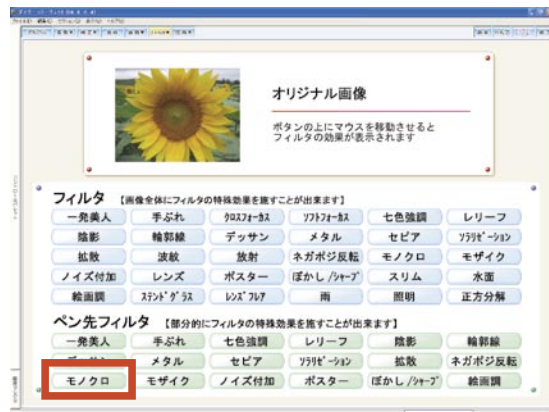 オリジナル画像
ボタンの上にマウスを移動させると
フィルタの効果が表示されます
フィルタ 【画像全体にフィルタの特殊効果を施すことが出来ます】
一発美人 手ぶれ クロスフォーカス ソフトフォーカス 七色強調 レリーフ
陰影 輪郭線 デッサン メタル セピア ソラリゼーション
拡散 波紋 放射 ネガポジ反転 モノクロ モザイク
ノイズ付加 レンズ ポスター ぼかし/シャープ スリム 水面
絵画調 ステンドグラス レンズフレア 雨 照明 正方分解
ペン先フィルタ 【部分的にフィルタの特殊効果を施すことが出来ます】
一発美人 手ぶれ 七色強調 レリーフ 陰影 輪郭線
デッサン メタル セピア ソラリゼーション 拡散 ネガポジ反転
モノクロ モザイク ノイズ付加 ポスター ぼかし/シャープ 絵画調